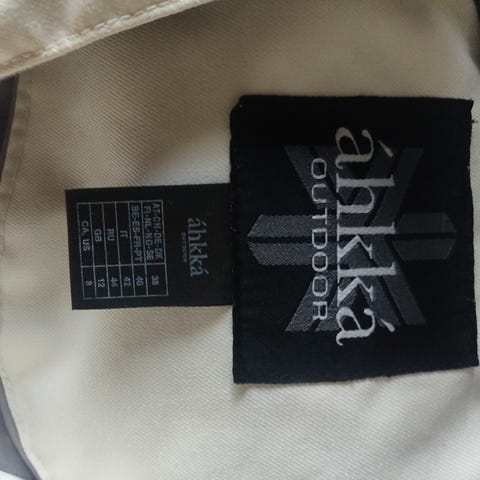 áhkká
OUTDOOR
áhkká
OUTDOOR
AT-CH-DE-DK
FI-NL-NO-SE 38
BE-ES-FR-PT 40
IT 42
RU 44
GB 12
CA, US 8